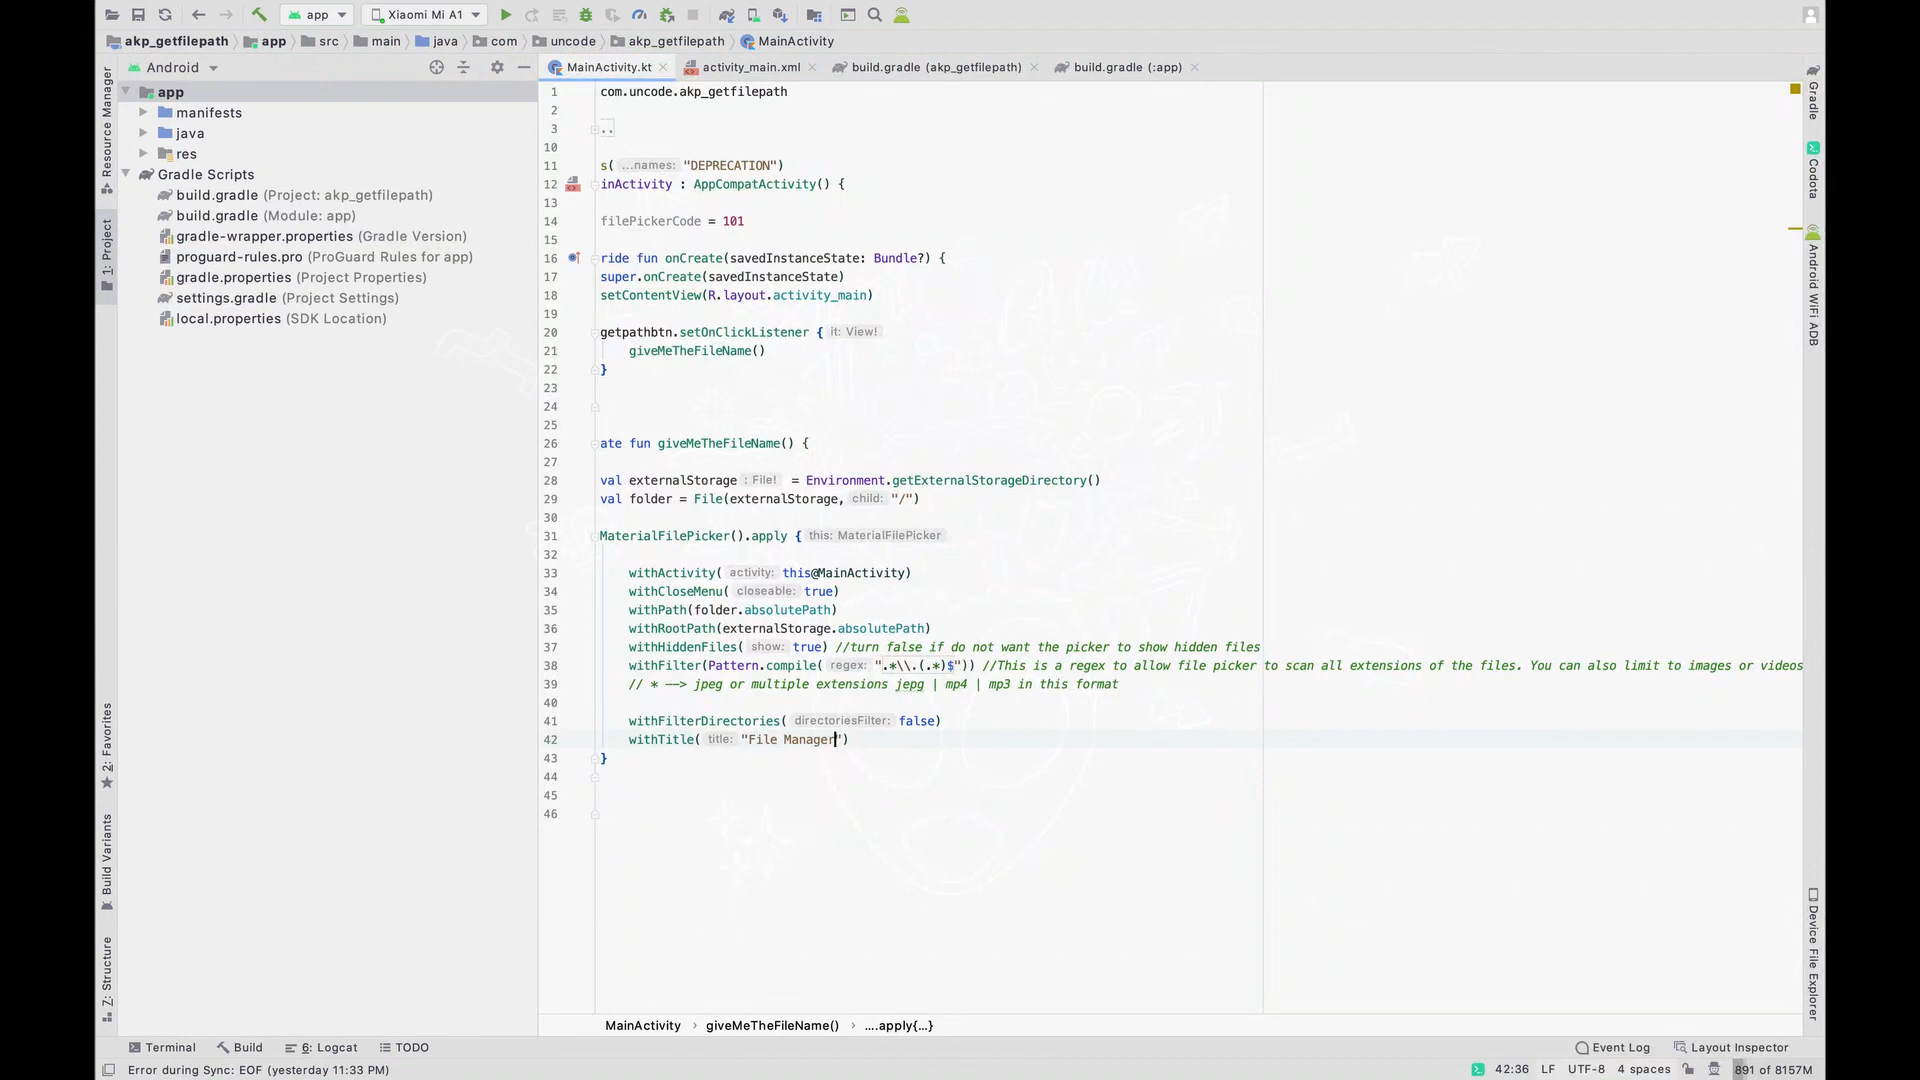 app Xiaomi Mi A1
akp_getfilepath app src main java com uncode akp_getfilepath MainActivity
Android
MainActivity.kt activity_main.xml build.gradle (akp_getfilepath) build.gradle (:app)
app
manifests
java
res
Gradle Scripts
build.gradle (Project: akp_getfilepath)
build.gradle (Module: app)
gradle-wrapper.properties (Gradle Version)
proguard-rules.pro (ProGuard Rules for app)
gradle.properties (Project Properties)
settings.gradle (Project Settings)
local.properties (SDK Location)
Resource Manager
1: Project
2: Favorites
Build Variants
Z: Structure
1 com.uncode.akp_getfilepath
2
3 ..
10
11 s( ...names: "DEPRECATION")
12 inActivity : AppCompatActivity() {
13
14 filePickerCode = 101
15
16 ride fun onCreate(savedInstanceState: Bundle?) {
17 super.onCreate(savedInstanceState)
18 setContentView(R.layout.activity_main)
19
20 getpathbtn.setOnClickListener { it: View!
21 giveMeTheFileName()
22 }
23
24
25
26 ate fun giveMeTheFileName() {
27
28 val externalStorage : File! = Environment.getExternalStorageDirectory()
29 val folder = File(externalStorage, child: "/")
30
31 MaterialFilePicker().apply { this: MaterialFilePicker
32
33 withActivity( activity: this@MainActivity)
34 withCloseMenu( closeable: true)
35 withPath(folder.absolutePath)
36 withRootPath(externalStorage.absolutePath)
37 withHiddenFiles( show: true) //turn false if do not want the picker to show hidden files
38 withFilter(Pattern.compile( regex: ".*\\.(.*)$")) //This is a regex to allow file picker to scan all extensions of the files. You can also limit to images or videos
39 // * --> jpeg or multiple extensions jepg | mp4 | mp3 in this format
40
41 withFilterDirectories( directoriesFilter: false)
42 withTitle( title: "File Manager")
43 }
44
45
46
Gradle
Codota
Android WiFi ADB
Device File Explorer
MainActivity › giveMeTheFileName() › ....apply{...}
Terminal Build 6: Logcat TODO Event Log Layout Inspector
Error during Sync: EOF (yesterday 11:33 PM) 42:36 LF UTF-8 4 spaces 891 of 8157M